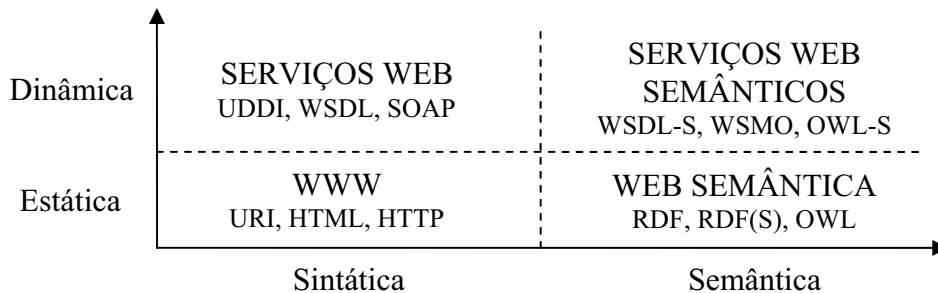 SERVIÇOS WEB
UDDI, WSDL, SOAP
SERVIÇOS WEB
SEMÂNTICOS
WSDL-S, WSMO, OWL-S
Dinâmica
WWW
URI, HTML, HTTP
WEB SEMÂNTICA
RDF, RDF(S), OWL
Estática
Sintática
Semântica